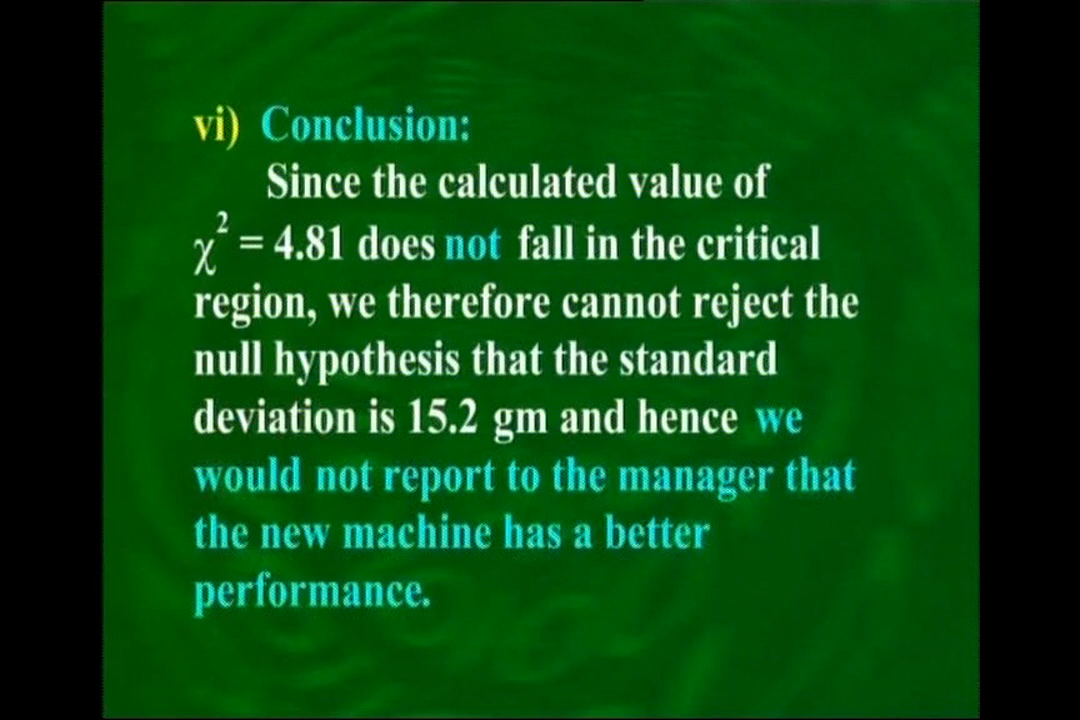 vi) Conclusion:
Since the calculated value of
χ² = 4.81 does not fall in the critical
region, we therefore cannot reject the
null hypothesis that the standard
deviation is 15.2 gm and hence we
would not report to the manager that
the new machine has a better
performance.